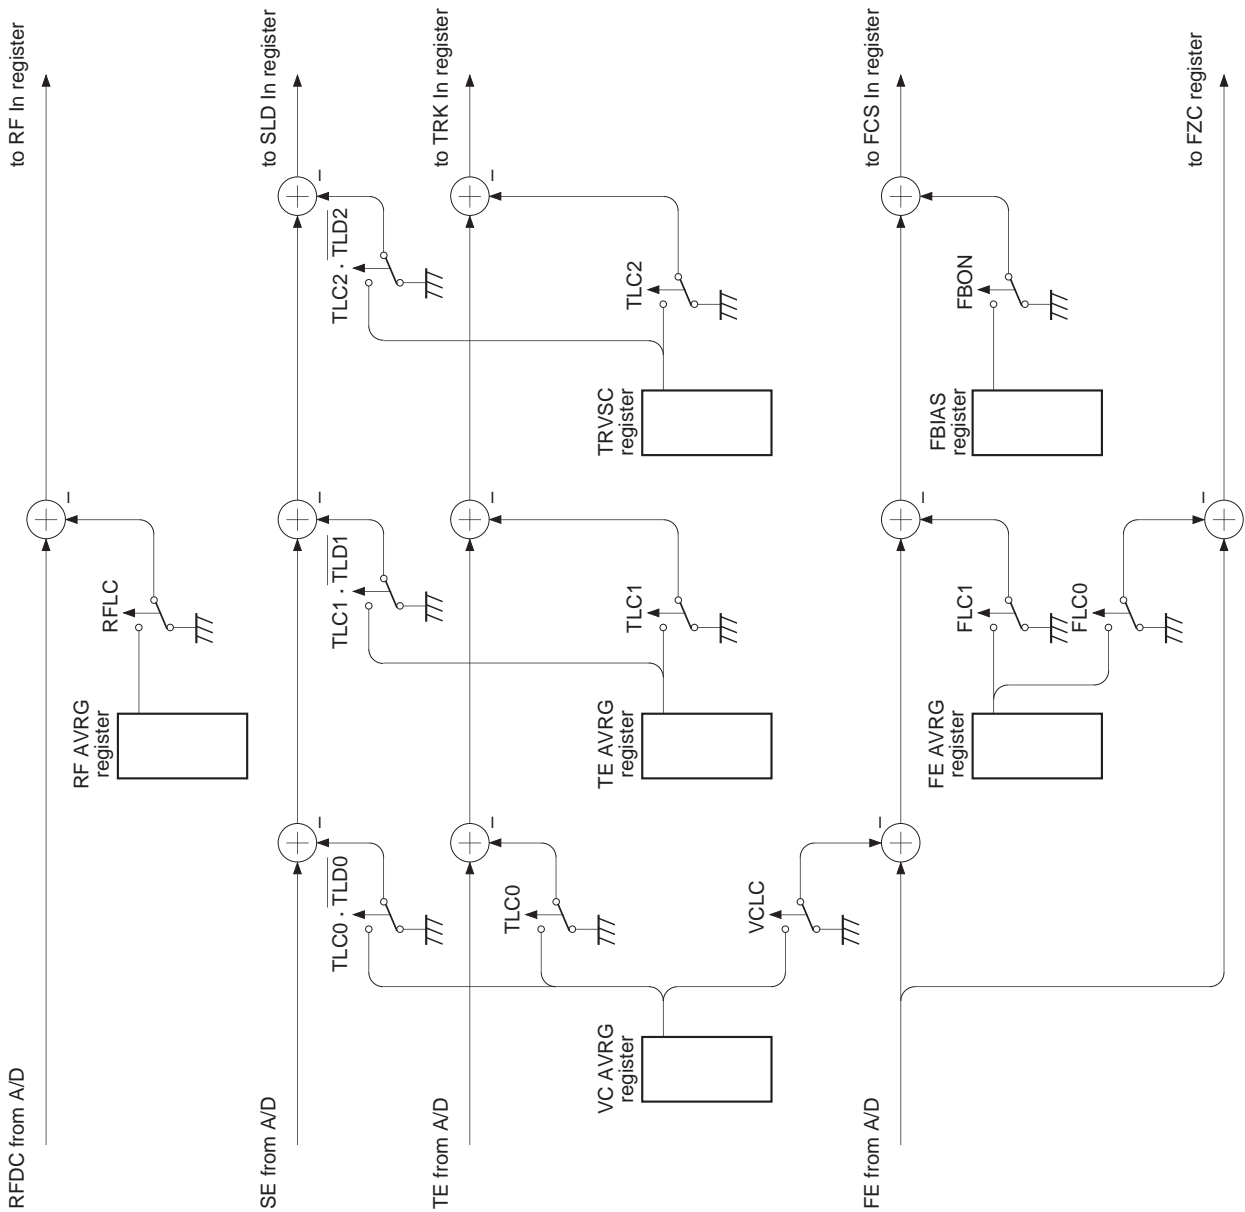 RFDC from A/D
RF AVRG
register
RFLC
to RF In register
SE from A/D
TLC0 · TLD0
TLC1 · TLD1
TLC2 · TLD2
to SLD In register
TE from A/D
TLC0
VC AVRG
register
VCLC
TE AVRG
register
TLC1
TRVSC
register
TLC2
to TRK In register
FE from A/D
FE AVRG
register
FLC1
FLC0
FBIAS
register
FBON
to FCS In register
to FZC register